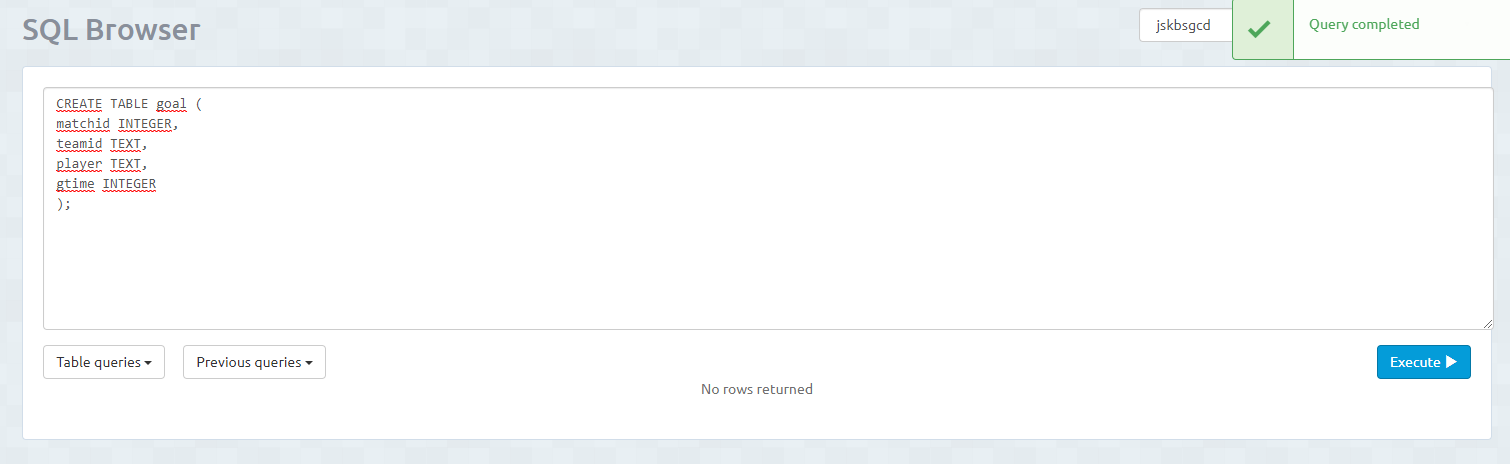 SQL Browser
jskbsgcd
Query completed
CREATE TABLE goal (
matchid INTEGER,
teamid TEXT,
player TEXT,
gtime INTEGER
);
Table queries
Previous queries
Execute
No rows returned